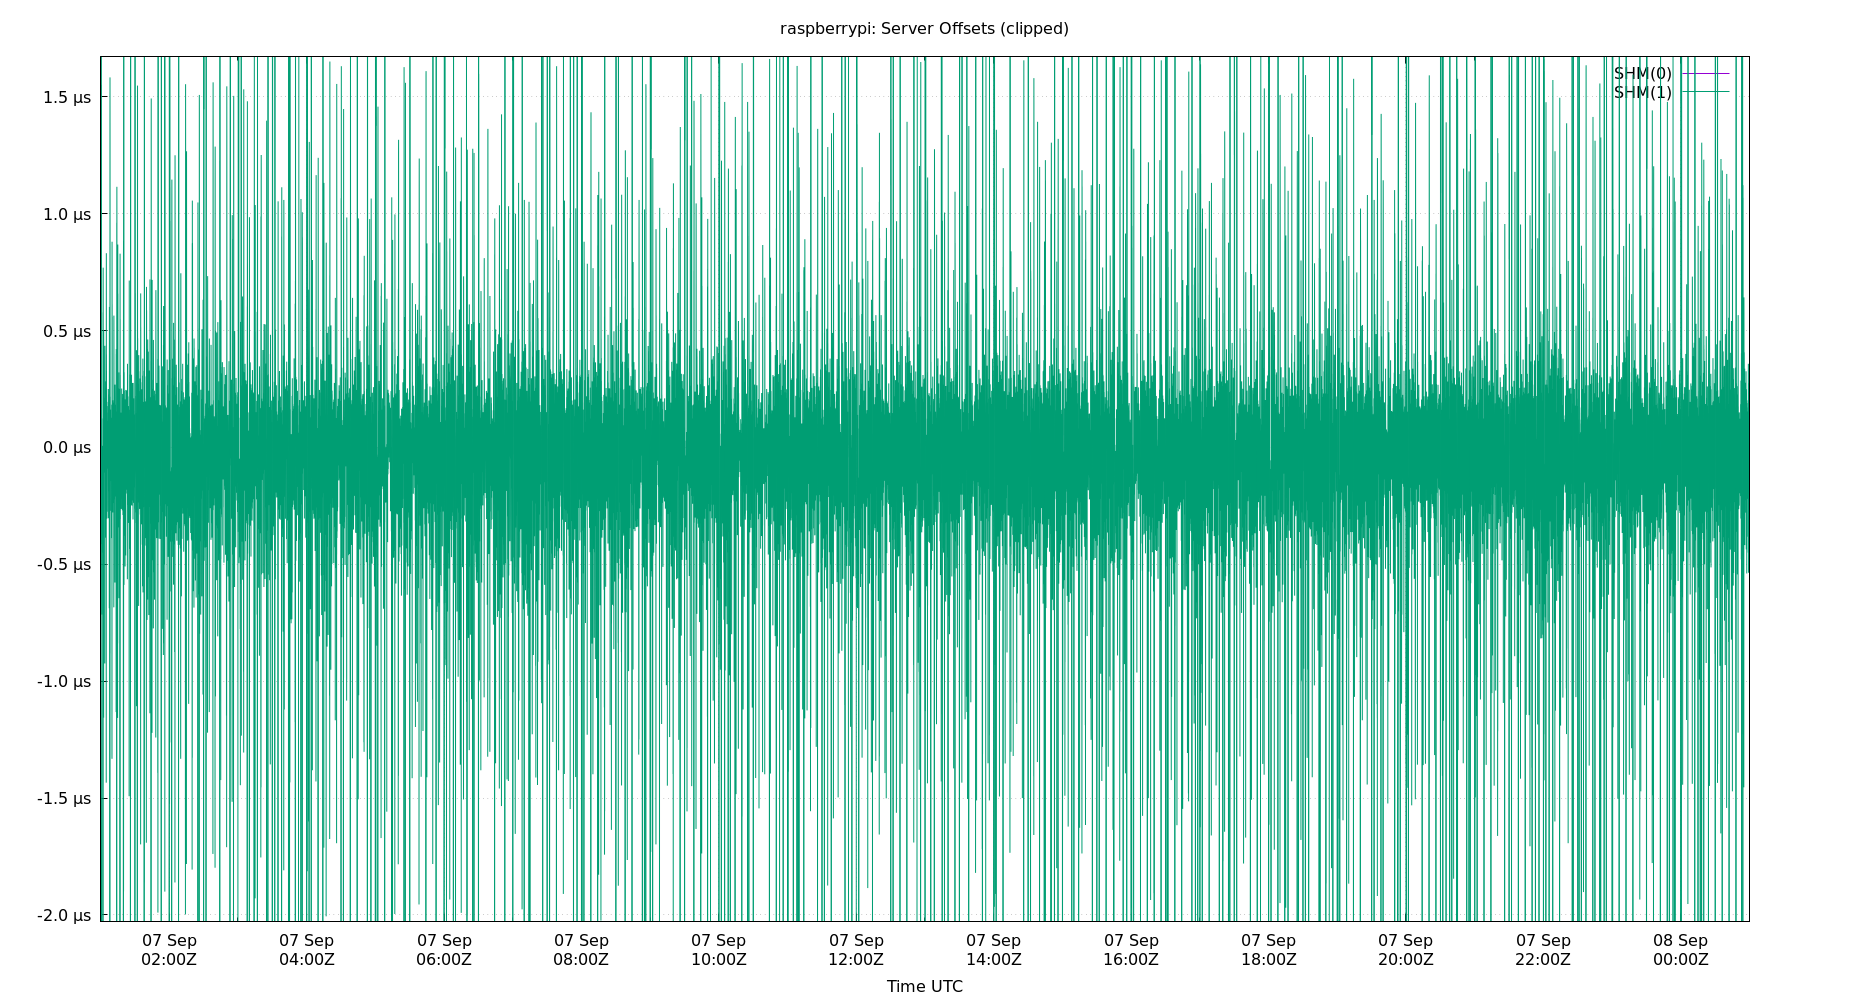 raspberrypi: Server Offsets (clipped)
SHM(0)
SHM(1)
1.5 µs
1.0 µs
0.5 µs
0.0 µs
-0.5 µs
-1.0 µs
-1.5 µs
-2.0 µs
07 Sep 07 Sep 07 Sep 07 Sep 07 Sep 07 Sep 07 Sep 07 Sep 07 Sep 07 Sep 07 Sep 08 Sep
02:00Z 04:00Z 06:00Z 08:00Z 10:00Z 12:00Z 14:00Z 16:00Z 18:00Z 20:00Z 22:00Z 00:00Z
Time UTC